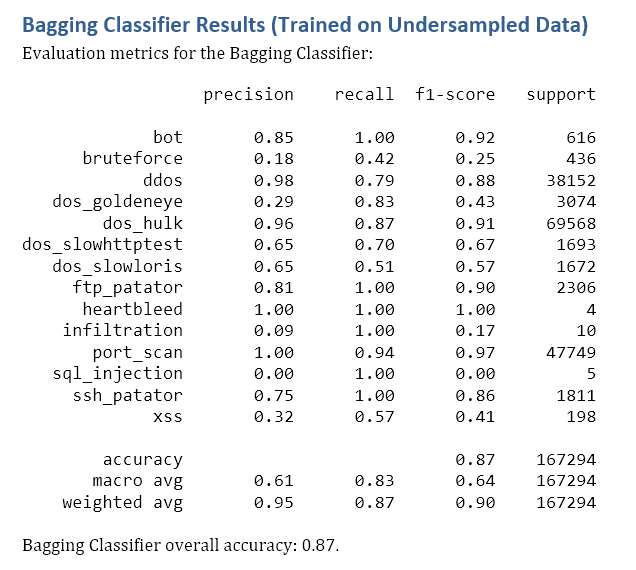 Bagging Classifier Results (Trained on Undersampled Data)
Evaluation metrics for the Bagging Classifier:
precision recall f1-score support
bot 0.85 1.00 0.92 616
bruteforce 0.18 0.42 0.25 436
ddos 0.98 0.79 0.88 38152
dos_goldeneye 0.29 0.83 0.43 3074
dos_hulk 0.96 0.87 0.91 69568
dos_slowhttptest 0.65 0.70 0.67 1693
dos_slowloris 0.65 0.51 0.57 1672
ftp_patator 0.81 1.00 0.90 2306
heartbleed 1.00 1.00 1.00 4
infiltration 0.09 1.00 0.17 10
port_scan 1.00 0.94 0.97 47749
sql_injection 0.00 1.00 0.00 5
ssh_patator 0.75 1.00 0.86 1811
xss 0.32 0.57 0.41 198
accuracy 0.87 167294
macro avg 0.61 0.83 0.64 167294
weighted avg 0.95 0.87 0.90 167294
Bagging Classifier overall accuracy: 0.87.